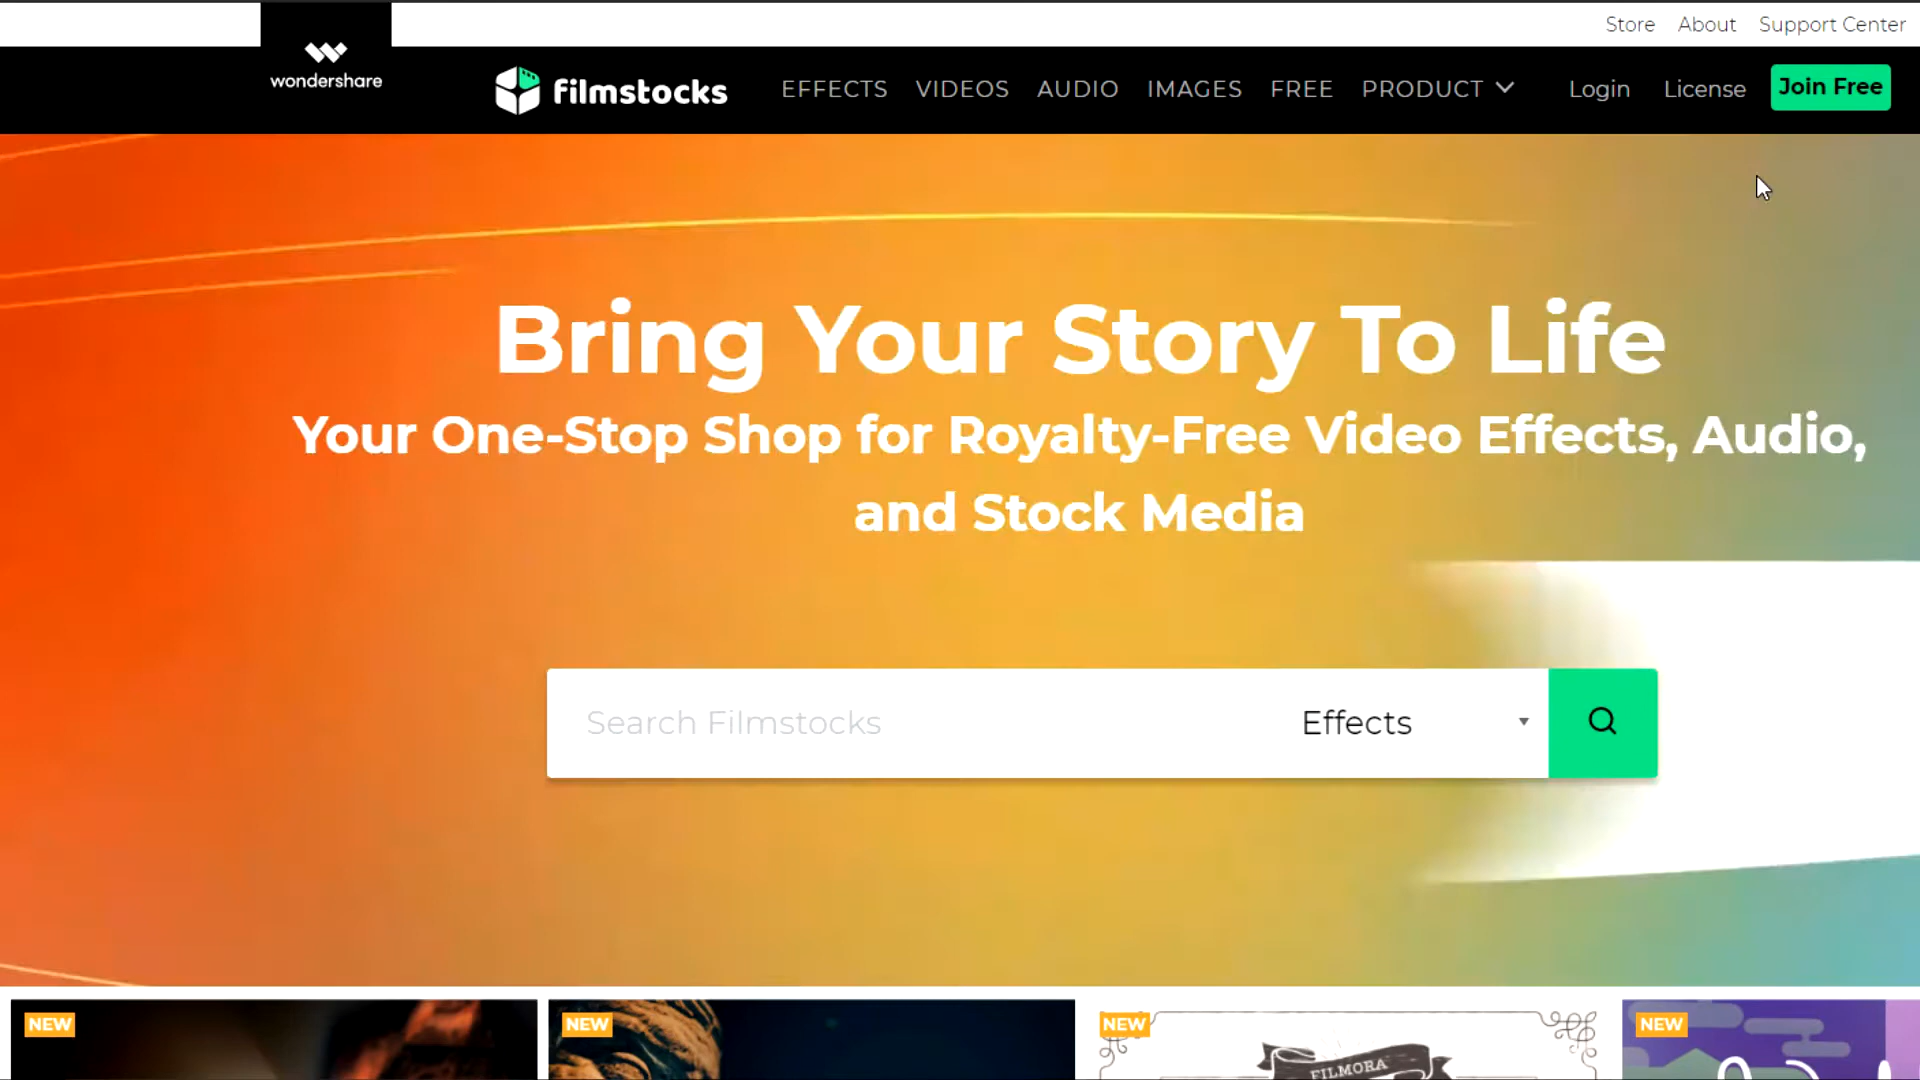 Store About Support Center
wondershare
filmstocks EFFECTS VIDEOS AUDIO IMAGES FREE PRODUCT Login License Join Free
Bring Your Story To Life
Your One-Stop Shop for Royalty-Free Video Effects, Audio,
and Stock Media
Search Filmstocks Effects
NEW NEW NEW NEW
FILMORA